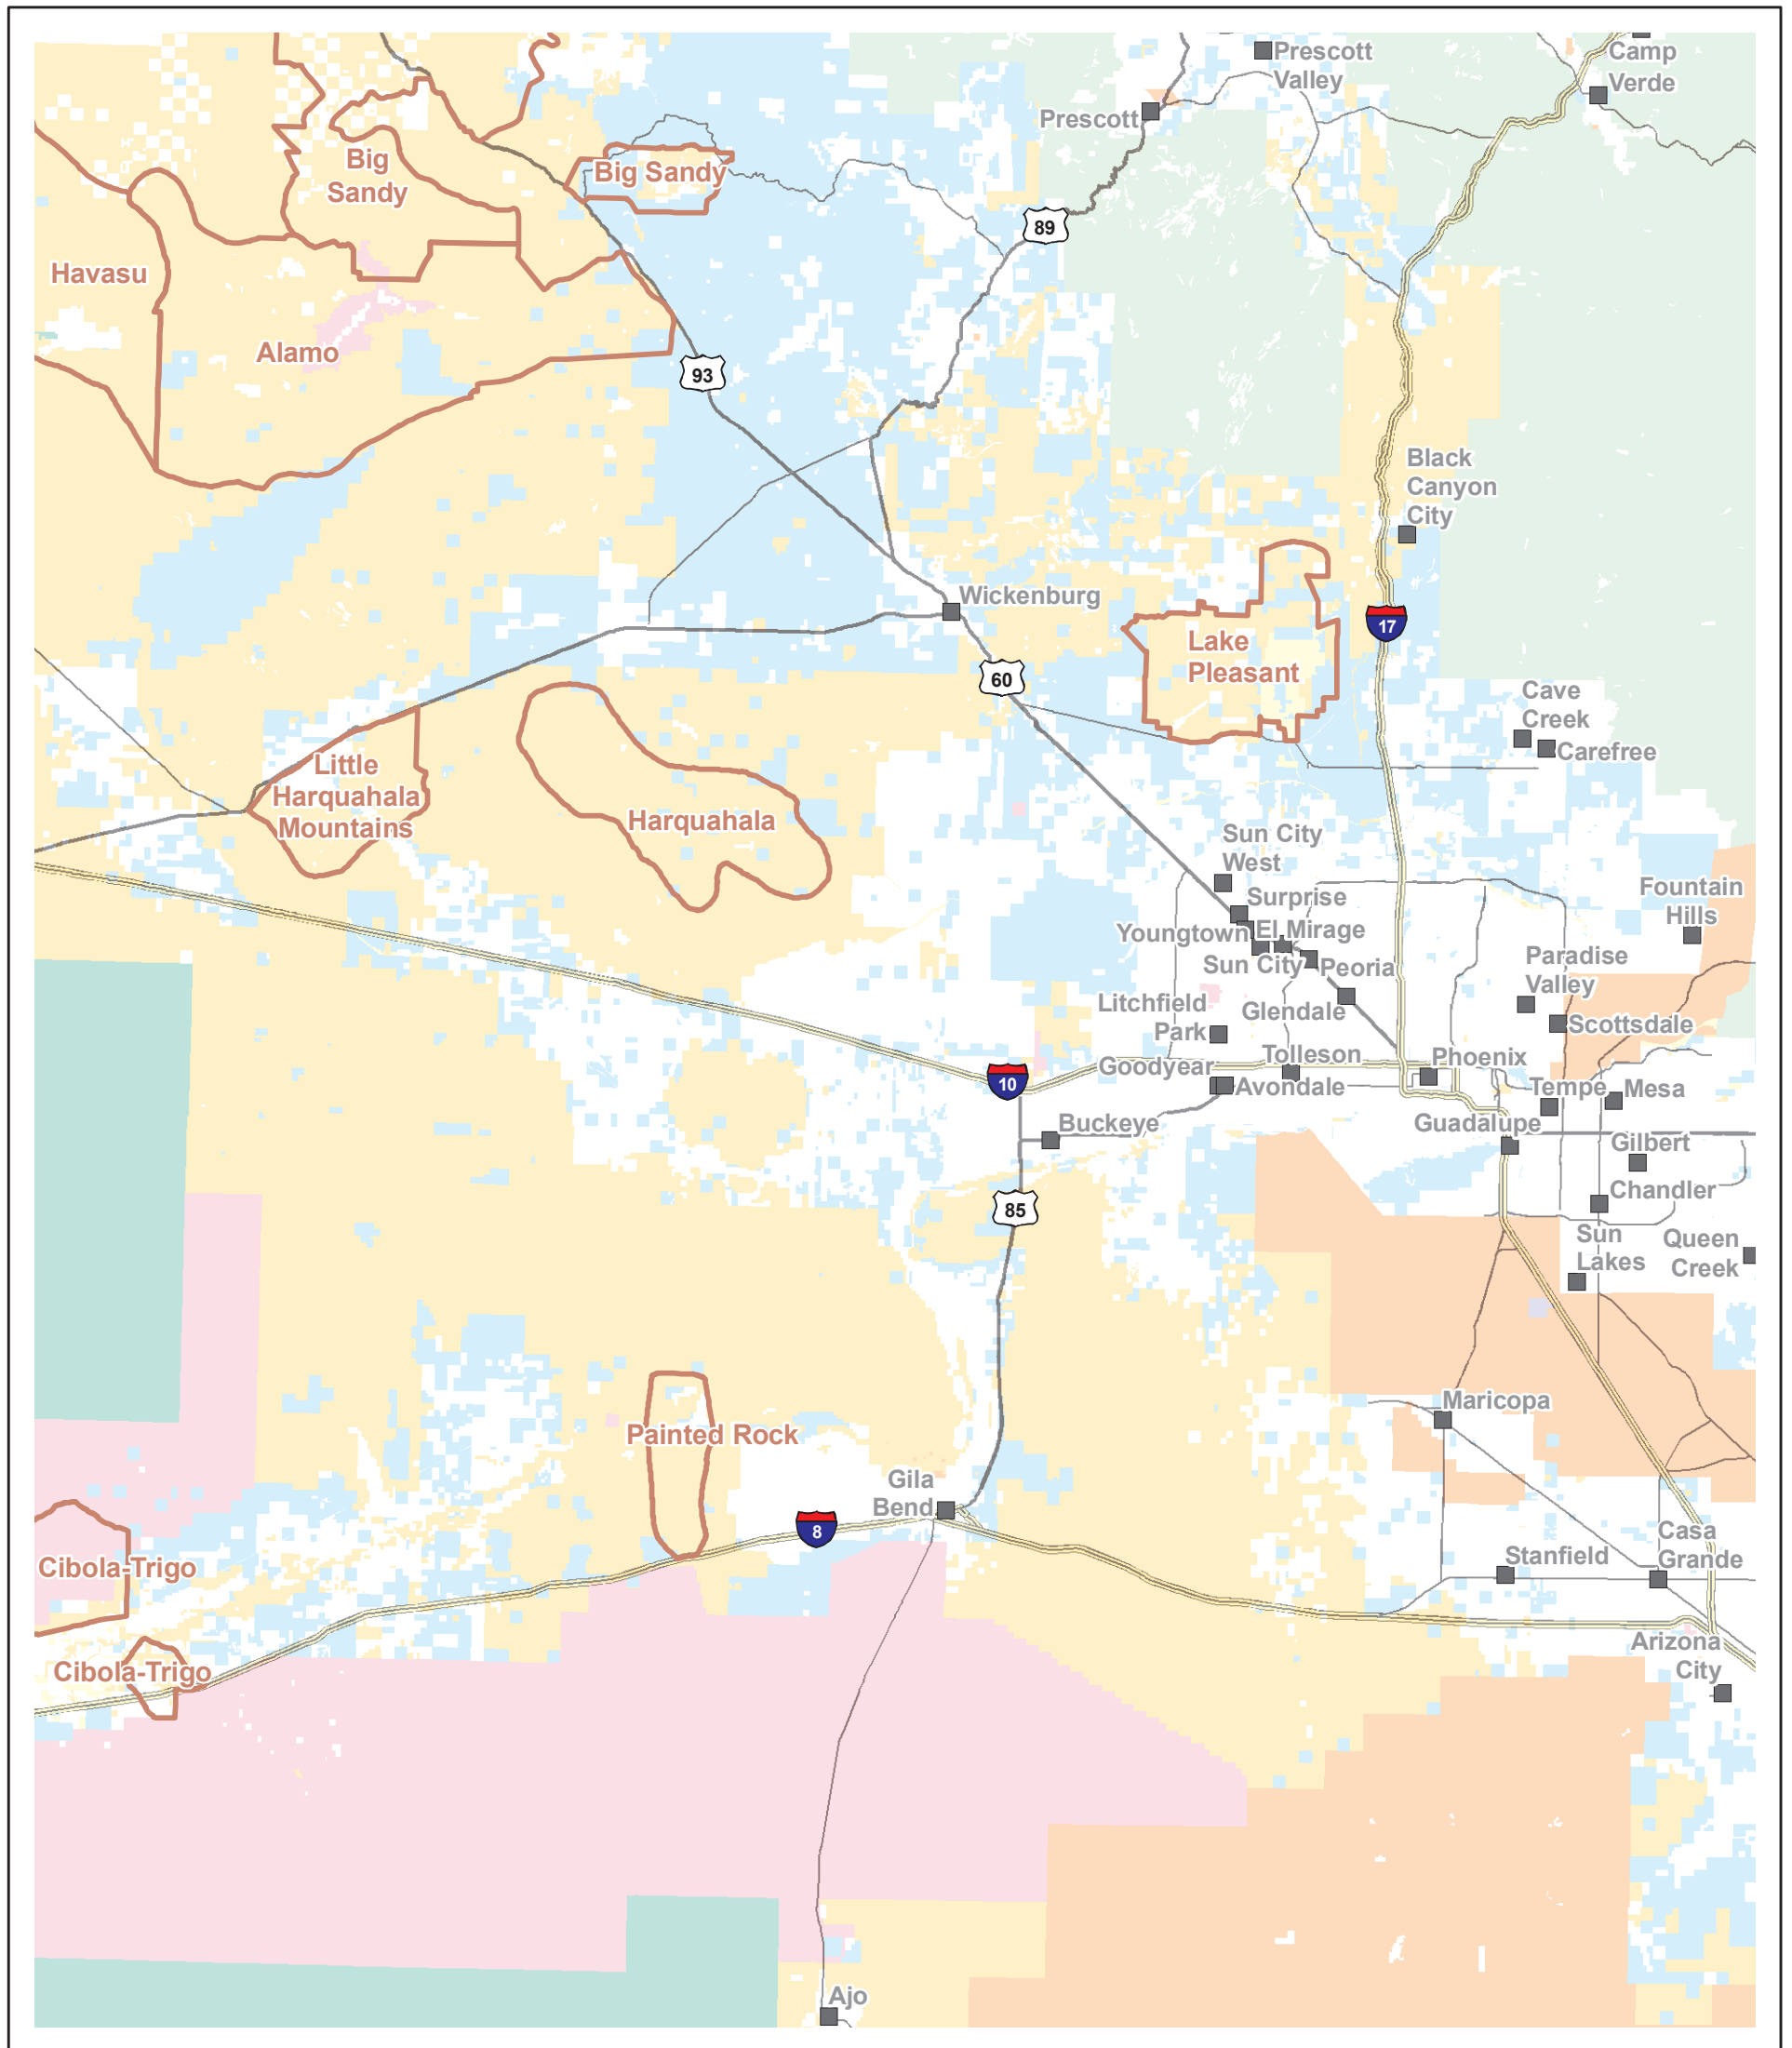 Prescott
Valley
Camp
Verde
Prescott
Big
Sandy
Big Sandy
89
Havasu
Alamo
93
Black
Canyon
City
Wickenburg
17
Lake
Pleasant
60
Cave
Creek
Carefree
Little
Harquahala
Mountains
Harquahala
Sun City
West
Surprise
Fountain
Hills
Youngtown
El Mirage
Sun City
Peoria
Paradise
Valley
Litchfield
Park
Glendale
Scottsdale
Goodyear
Tolleson
Phoenix
10
Avondale
Tempe
Mesa
Buckeye
Guadalupe
Gilbert
85
Chandler
Sun
Lakes
Queen
Creek
Maricopa
Painted Rock
Gila
Bend
8
Casa
Grande
Stanfield
Cibola-Trigo
Arizona
City
Cibola-Trigo
Ajo